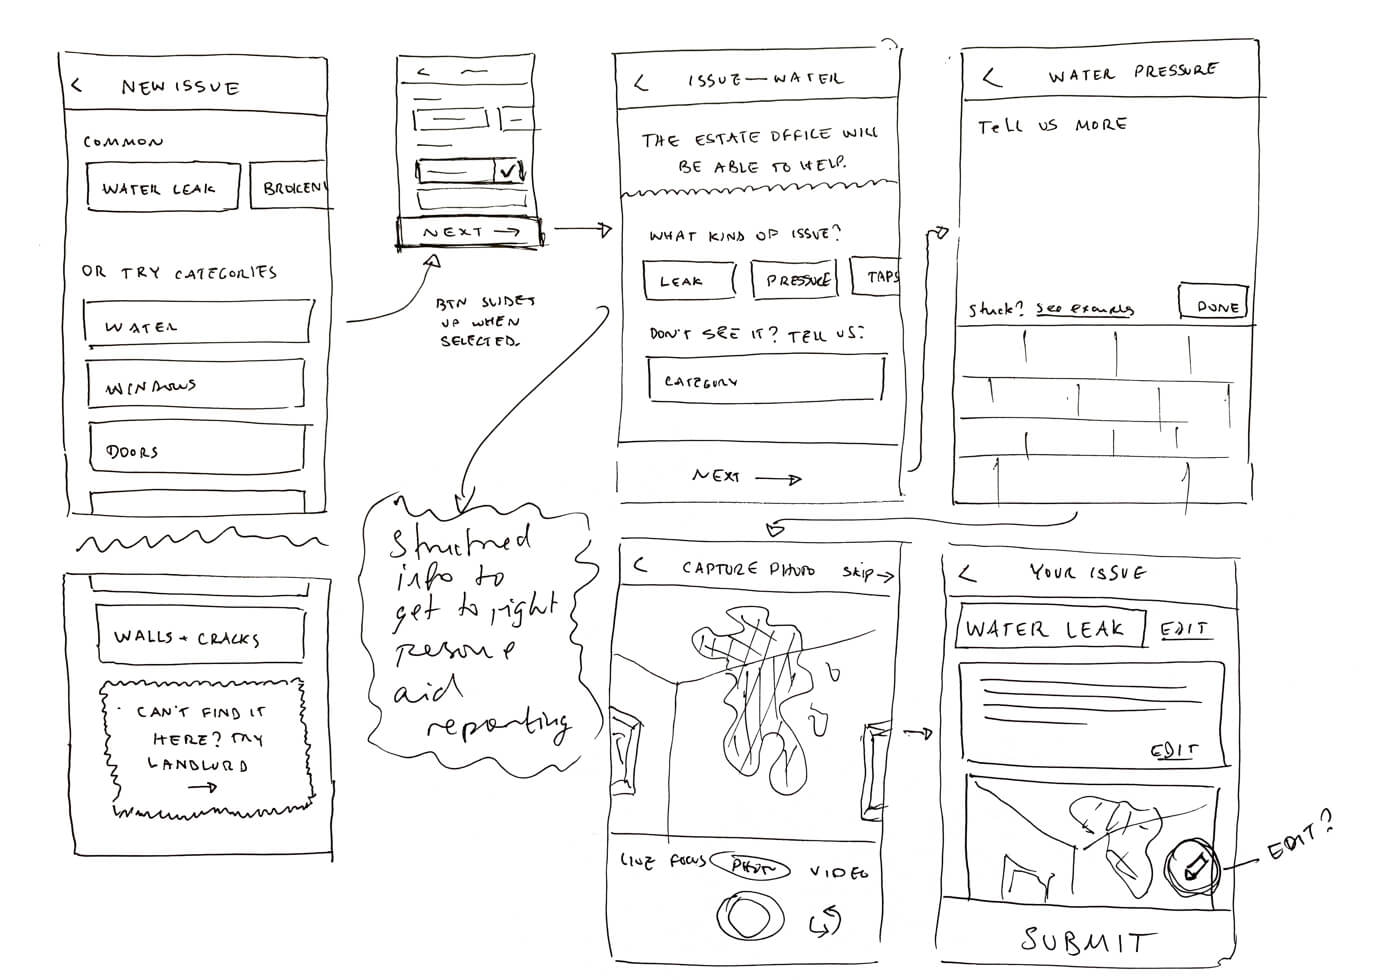 NEW ISSUE
COMMON
WATER LEAK
BROKEN
OR TRY CATEGORIES
WATER
WINDOWS
DOORS
WALLS + CRACKS
CAN'T FIND IT
HERE? TRY
LANDLORD
NEXT →
BTN SLIDES
UP WHEN
SELECTED.
ISSUE — WATER
THE ESTATE OFFICE WILL
BE ABLE TO HELP.
WHAT KIND OF ISSUE?
LEAK
PRESSURE
TAPS
DON'T SEE IT? TELL US:
CATEGORY
NEXT →
Structured
info to
get to right
person
aid
reporting
WATER PRESSURE
TELL US MORE
Stuck? See examples
DONE
CAPTURE PHOTO
SKIP →
LIVE FOCUS PHOTO VIDEO
YOUR ISSUE
WATER LEAK
EDIT
EDIT
EDIT?
SUBMIT